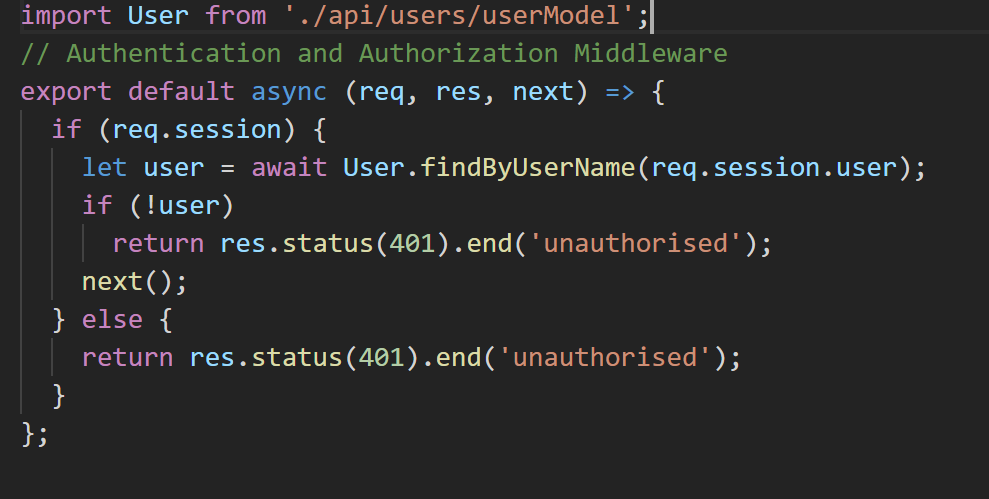 import User from './api/users/userModel';
// Authentication and Authorization Middleware
export default async (req, res, next) => {
  if (req.session) {
    let user = await User.findByUserName(req.session.user);
    if (!user)
      return res.status(401).end('unauthorised');
    next();
  } else {
    return res.status(401).end('unauthorised');
  }
};